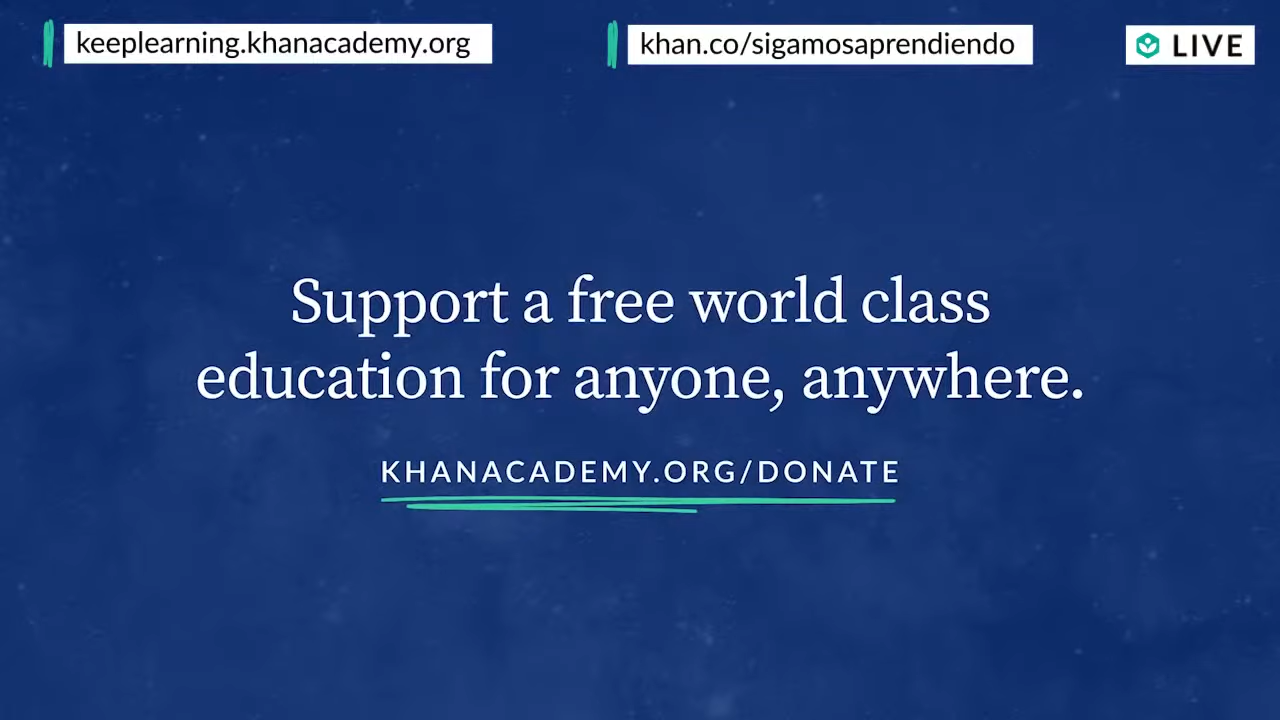 keeplearning.khanacademy.org
khan.co/sigamosaprendiendo
LIVE
Support a free world class
education for anyone, anywhere.
KHANACADEMY.ORG/DONATE